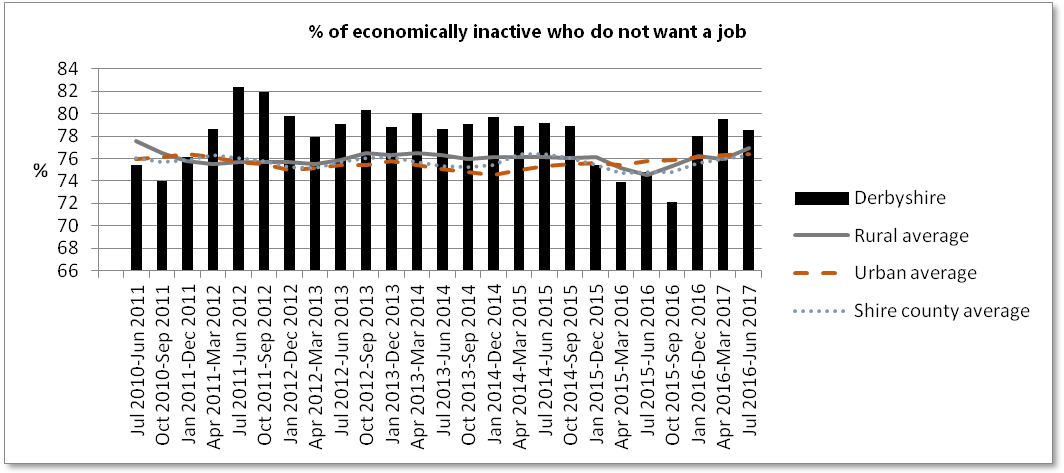 % of economically inactive who do not want a job
84
82
80
78
76
74
72
70
68
66
%
Jul 2010-Jun 2011
Oct 2010-Sep 2011
Jan 2011-Dec 2011
Apr 2011-Mar 2012
Jul 2011-Jun 2012
Oct 2011-Sep 2012
Jan 2012-Dec 2012
Apr 2012-Mar 2013
Jul 2012-Jun 2013
Oct 2012-Sep 2013
Jan 2013-Dec 2013
Apr 2013-Mar 2014
Jul 2013-Jun 2014
Oct 2013-Sep 2014
Jan 2014-Dec 2014
Apr 2014-Mar 2015
Jul 2014-Jun 2015
Oct 2014-Sep 2015
Jan 2015-Dec 2015
Apr 2015-Mar 2016
Jul 2015-Jun 2016
Oct 2015-Sep 2016
Jan 2016-Dec 2016
Apr 2016-Mar 2017
Jul 2016-Jun 2017
Derbyshire
Rural average
Urban average
Shire county average